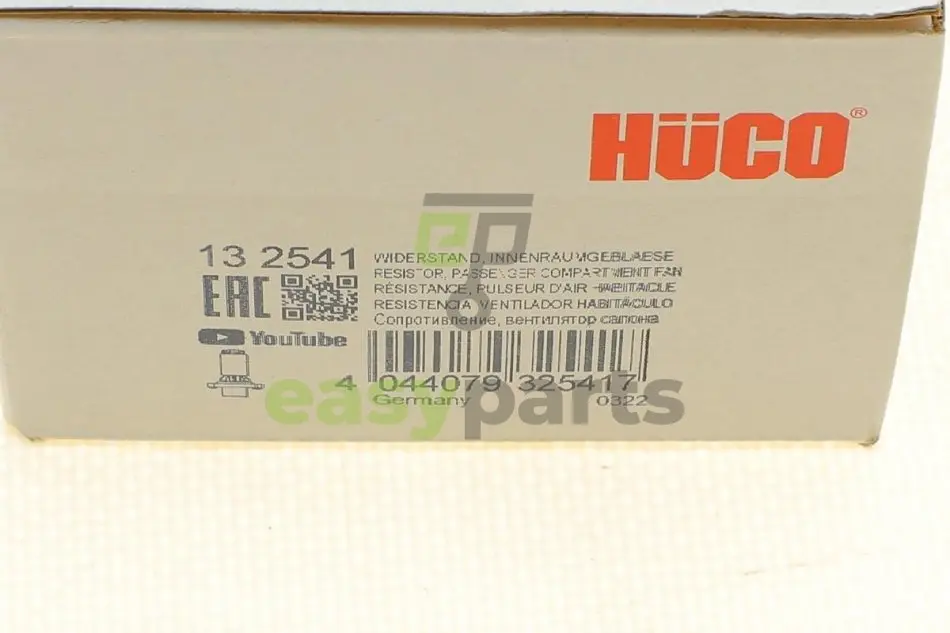 HÜCO®
13 2541
WIDERSTAND, INNENRAUMGEBLAESE
RESISTOR, PASSENGER COMPARTMENT FAN
RÉSISTANCE, PULSEUR D'AIR HABITACLE
RESISTENCIA, VENTILADOR HABITÁCULO
Сопротивление, вентилятор салона
EAC
YouTube
4 044079 325417
Germany
0322
easyparts